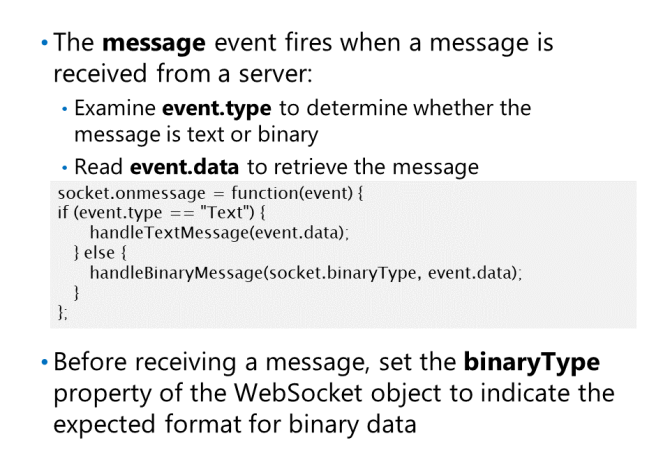 • The message event fires when a message is
received from a server:
• Examine event.type to determine whether the
message is text or binary
• Read event.data to retrieve the message
socket.onmessage = function(event) {
if (event.type == "Text") {
handleTextMessage(event.data);
} else {
handleBinaryMessage(socket.binaryType, event.data);
}
};
• Before receiving a message, set the binaryType
property of the WebSocket object to indicate the
expected format for binary data